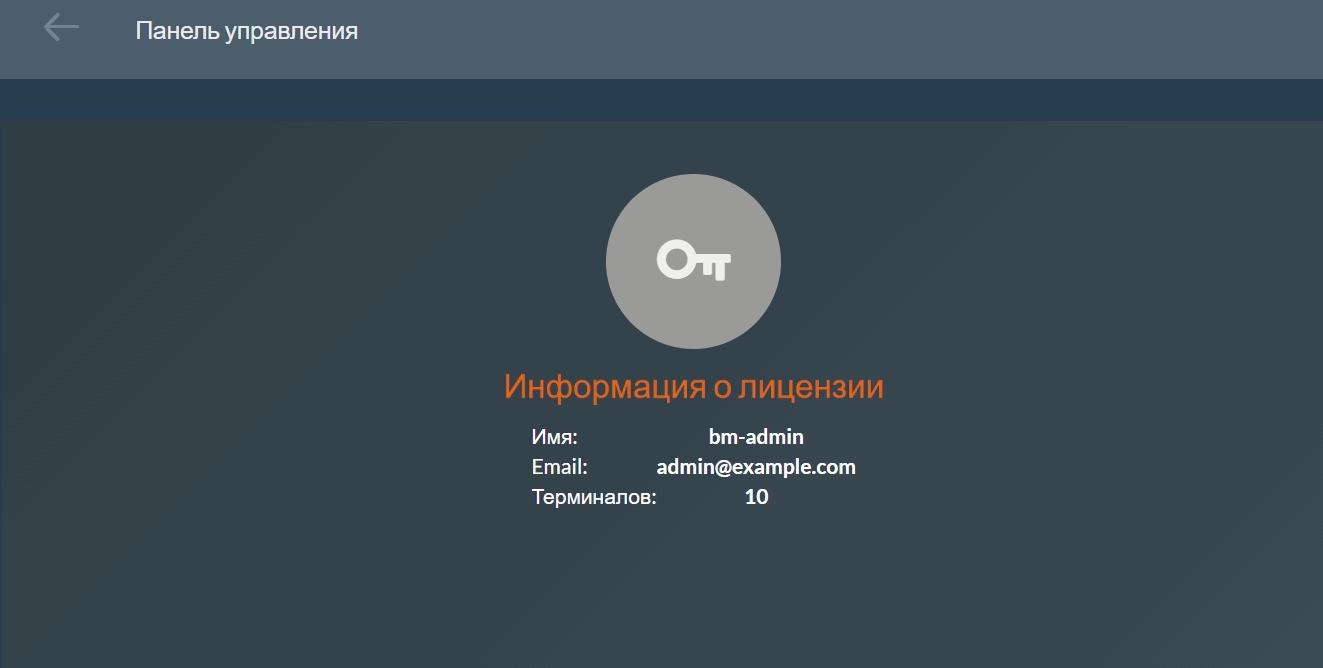 Панель управления
Информация о лицензии
Имя: bm-admin
Email: admin@example.com
Терминалов: 10